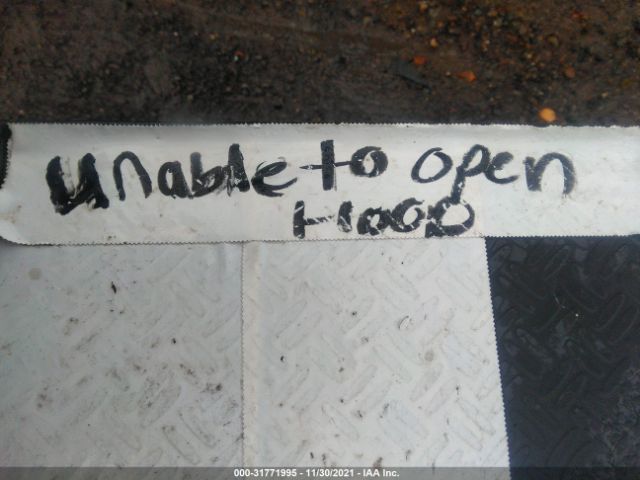 Unable to open
Hood
000-31771995 - 11/30/2021 - IAA Inc.